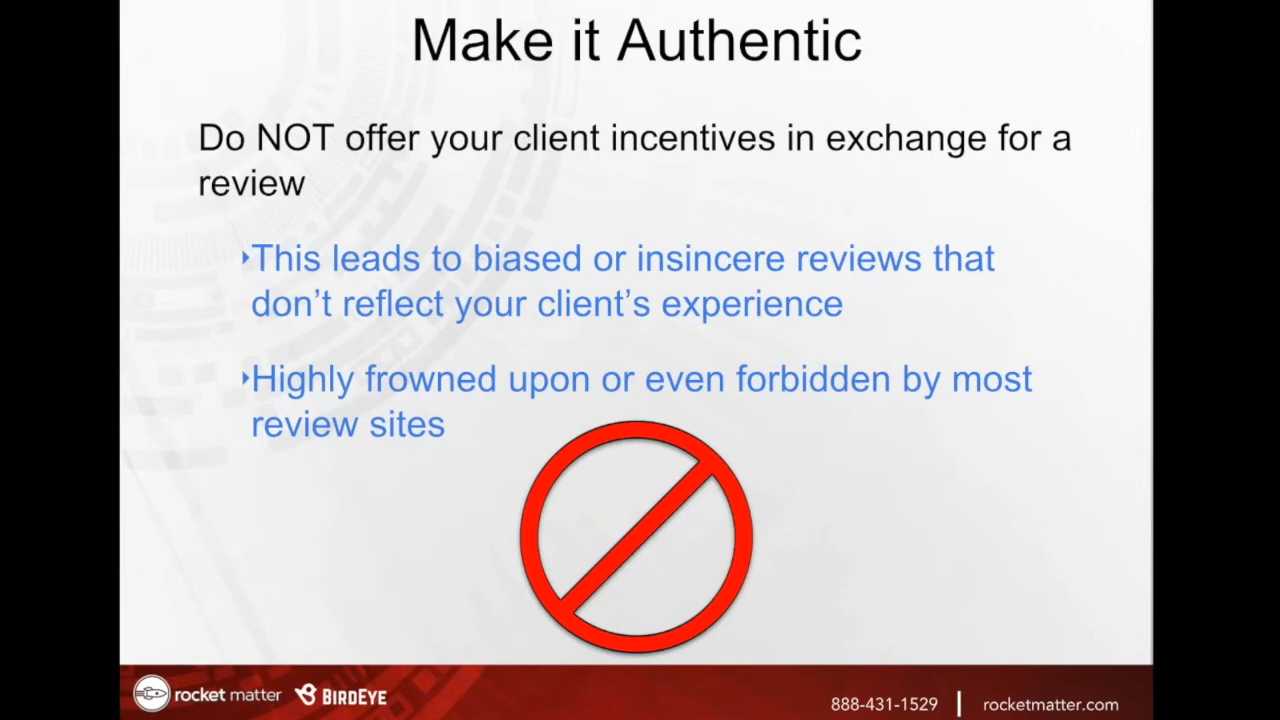 Make it Authentic
Do NOT offer your client incentives in exchange for a
review
‣This leads to biased or insincere reviews that
don’t reflect your client’s experience
‣Highly frowned upon or even forbidden by most
review sites
rocket matter BIRDEYE
888-431-1529 | rocketmatter.com